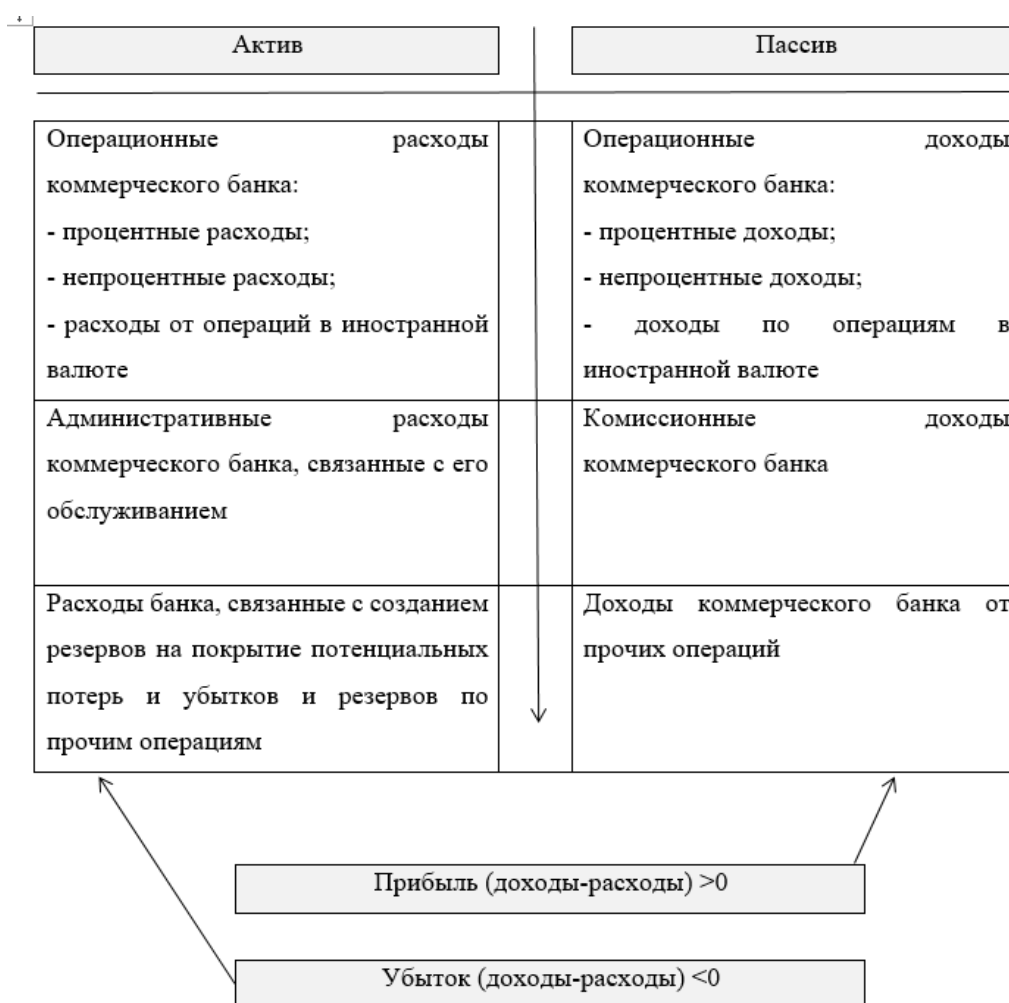 Актив
Пассив
Операционные расходы
коммерческого банка:
- процентные расходы;
- непроцентные расходы;
- расходы от операций в иностранной
валюте
Операционные доходы
коммерческого банка:
- процентные доходы;
- непроцентные доходы;
- доходы по операциям в
иностранной валюте
Административные расходы
коммерческого банка, связанные с его
обслуживанием
Комиссионные доходы
коммерческого банка
Расходы банка, связанные с созданием
резервов на покрытие потенциальных
потерь и убытков и резервов по
прочим операциям
Доходы коммерческого банка от
прочих операций
Прибыль (доходы-расходы) >0
Убыток (доходы-расходы) <0